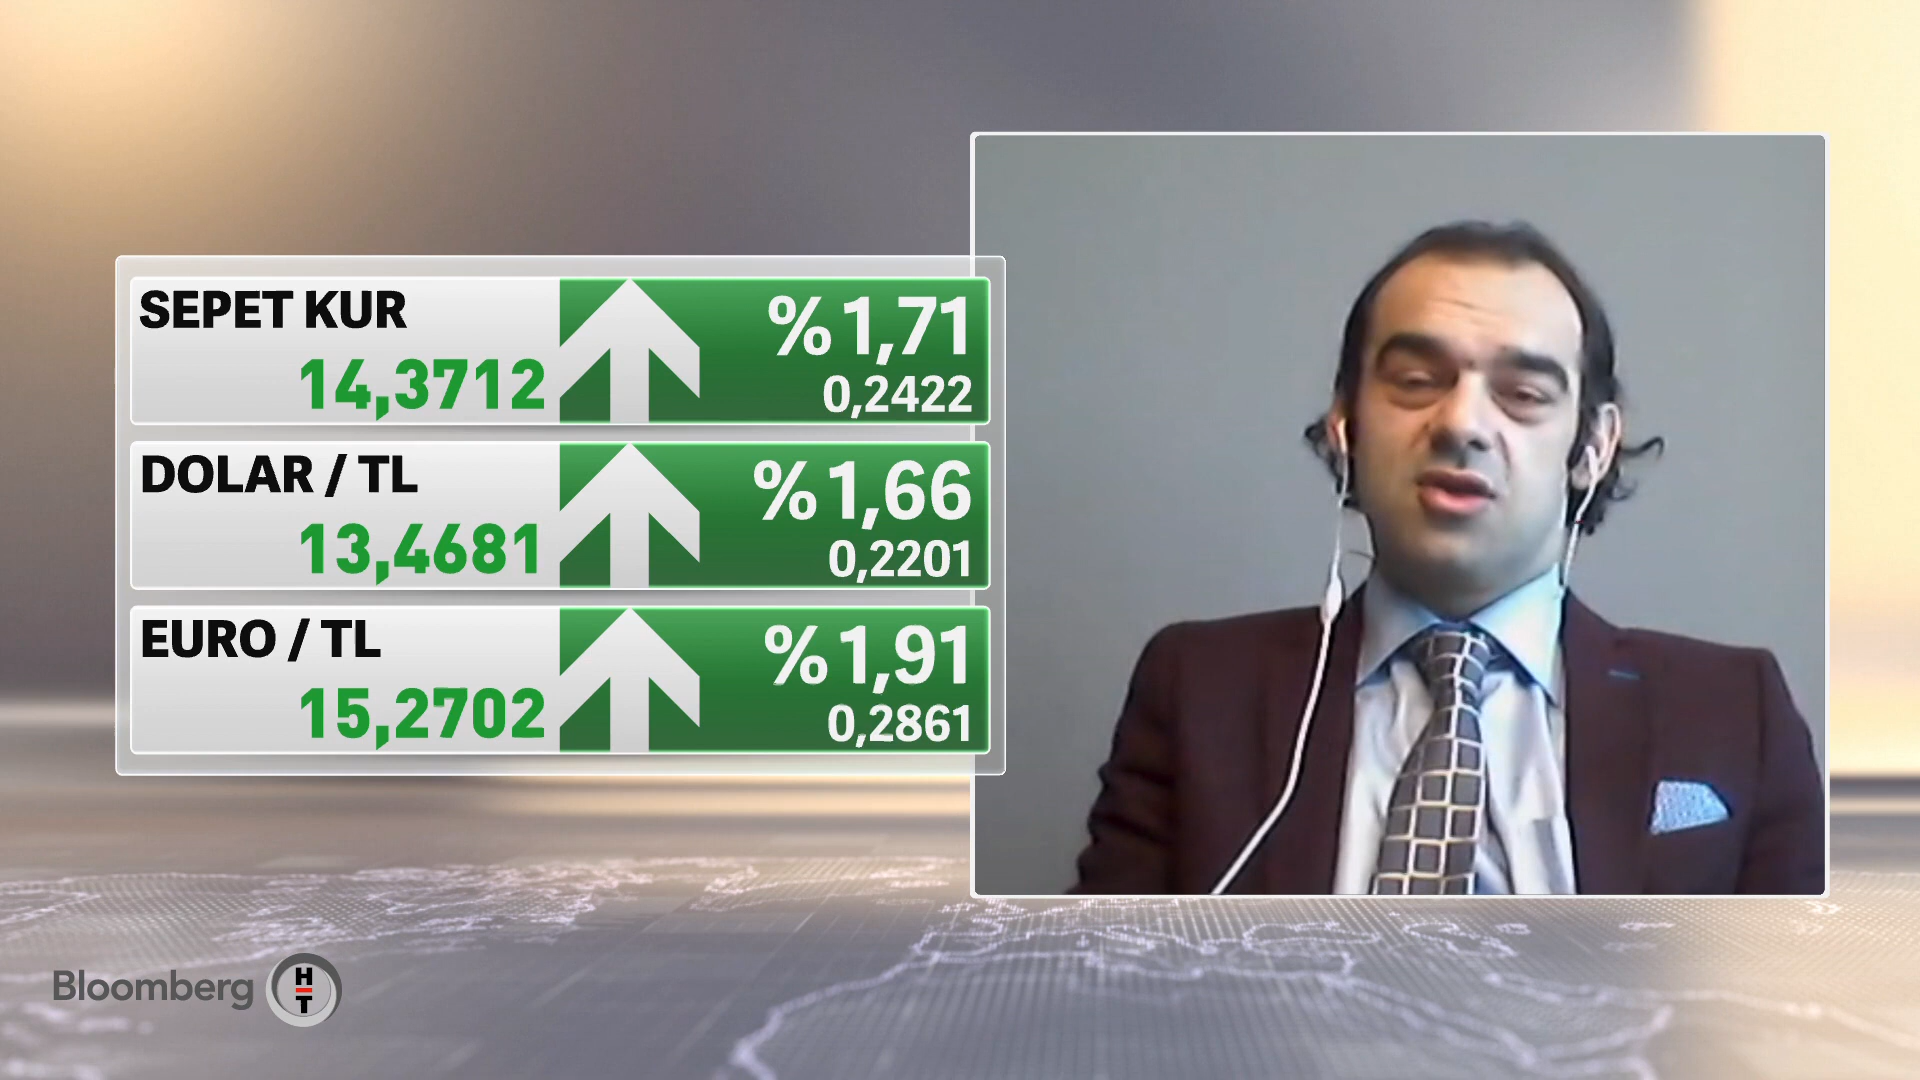 SEPET KUR
14,3712
%1,71
0,2422
DOLAR / TL
13,4681
%1,66
0,2201
EURO / TL
15,2702
%1,91
0,2861
Bloomberg HT